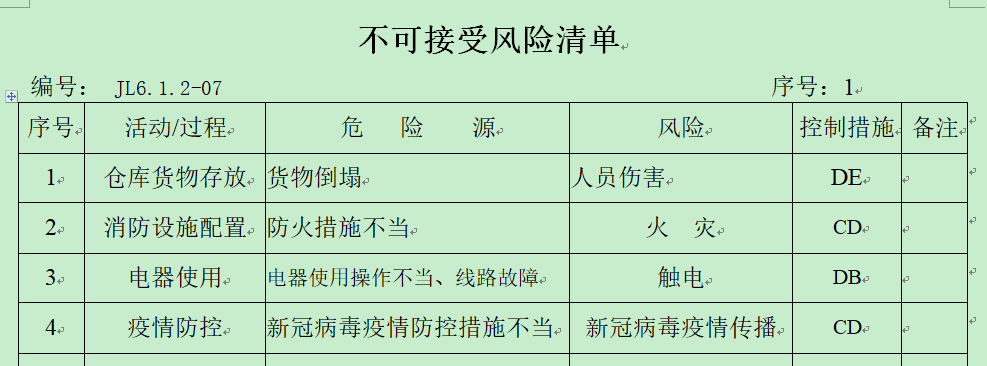 不可接受风险清单
编号： JL6.1.2-07 序号：1
序号 活动/过程 危 险 源 风险 控制措施 备注
1 仓库货物存放 货物倒塌 人员伤害 DE
2 消防设施配置 防火措施不当 火 灾 CD
3 电器使用 电器使用操作不当、线路故障 触电 DB
4 疫情防控 新冠病毒疫情防控措施不当 新冠病毒疫情传播 CD